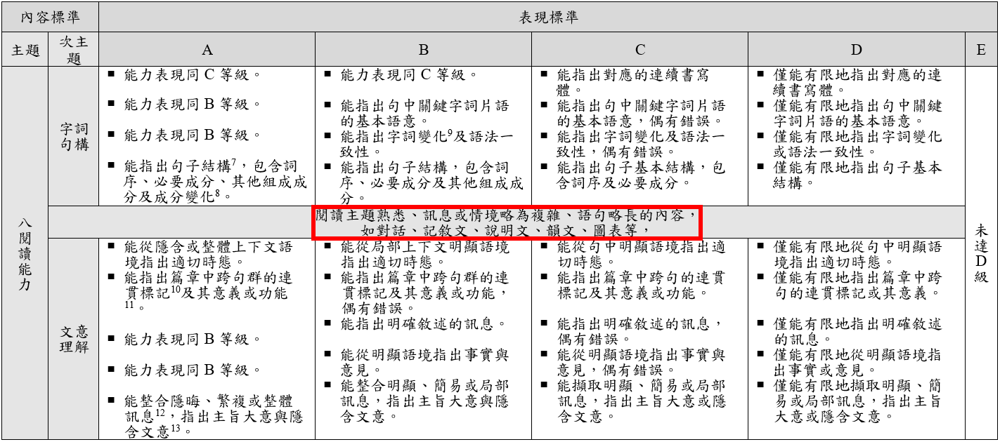 內容標準
表現標準
主題
次主
題
A
B
C
D
E
八
閱
讀
能
力
字詞
句構
■ 能力表現同 C 等級。
■ 能力表現同 B 等級。
■ 能力表現同 B 等級。
■ 能指出句子結構7，包含詞
序、必要成分、其他組成成
分及成分變化8。
■ 能力表現同 C 等級。
■ 能指出句中關鍵字詞片語
的基本語意。
■ 能指出字詞變化9及語法一
致性。
■ 能指出句子結構，包含詞
序、必要成分及其他組成成
分。
■ 能指出對應的連續書寫
體。
■ 能指出句中關鍵字詞片語
的基本語意，偶有錯誤。
■ 能指出字詞變化及語法一
致性，偶有錯誤。
■ 能指出句子基本結構，包
含詞序及必要成分。
■ 僅能有限地指出對應的連
續書寫體。
■ 僅能有限地指出句中關鍵
字詞片語的基本語意。
■ 僅能有限地指出字詞變化
或語法一致性。
■ 僅能有限地指出句子基本
結構。
閱讀主題熟悉、訊息或情境略為複雜、語句略長的內容，
如對話、記敘文、說明文、韻文、圖表等，
文意
理解
■ 能從隱含或整體上下文語
境指出適切時態。
■ 能指出篇章中跨句群的連
貫標記10及其意義或功能
11。
■ 能力表現同 B 等級。
■ 能力表現同 B 等級。
■ 能整合隱晦、繁複或整體
訊息12，指出主旨大意與隱
含文意13。
■ 能從局部上下文明顯語境
指出適切時態。
■ 能指出篇章中跨句群的連
貫標記及其意義或功能，
偶有錯誤。
■ 能指出明確敘述的訊息。
■ 能從明顯語境指出事實與
意見。
■ 能整合明顯、簡易或局部
訊息，指出主旨大意與隱
含文意。
■ 能從句中明顯語境指出適
切時態。
■ 能指出篇章中跨句的連貫
標記及其意義或功能。
■ 能指出明確敘述的訊息，
偶有錯誤。
■ 能從明顯語境指出事實與
意見，偶有錯誤。
■ 能擷取明顯、簡易或局部
訊息，指出主旨大意或隱
含文意。
■ 僅能有限地從句中明顯語
境指出適切時態。
■ 僅能有限地指出篇章中跨
句的連貫標記或其意義。
■ 僅能有限地指出明確敘述
的訊息。
■ 僅能有限地從明顯語境指
出事實或意見。
■ 僅能有限地擷取明顯、簡
易或局部訊息，指出主旨
大意或隱含文意。
未
達
D
級